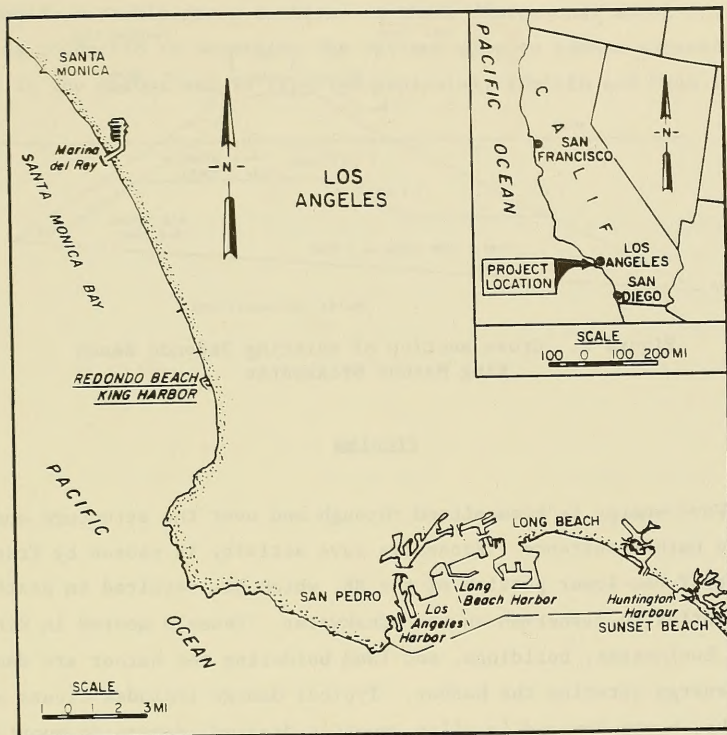 SANTA
MONICA
Marina
del Rey
SANTA MONICA BAY
-N-
LOS
ANGELES
REDONDO BEACH
KING HARBOR
PACIFIC
OCEAN
SAN PEDRO
Los
Angeles
Harbor
Long
Beach Harbor
LONG BEACH
Huntington
Harbour
SUNSET BEACH
SCALE
1 0 1 2 3 MI
PACIFIC
OCEAN
CALIF
-N-
SAN
FRANCISCO
LOS
ANGELES
PROJECT
LOCATION
SAN
DIEGO
SCALE
100 0 100 200 MI